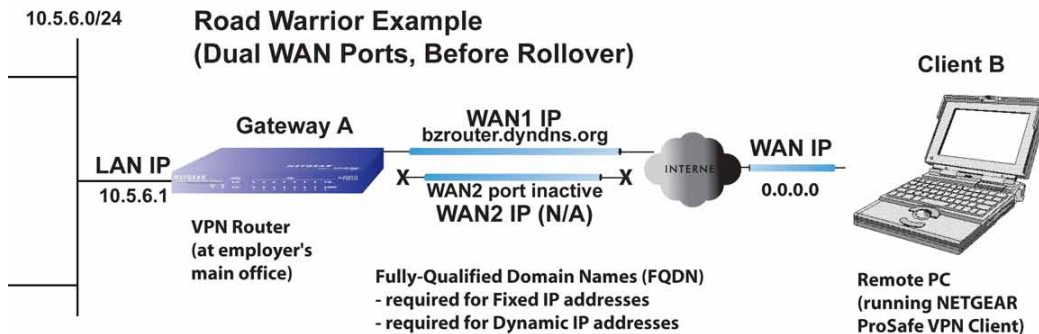 10.5.6.0/24
Road Warrior Example
(Dual WAN Ports, Before Rollover)
Client B
Gateway A
WAN1 IP
bzrouter.dyndns.org
LAN IP
10.5.6.1
NETGEAR
NETGEAR
X
WAN2 port inactive
X
WAN2 IP (N/A)
INTERNE
WAN IP
0.0.0.0
VPN Router
(at employer's
main office)
Fully-Qualified Domain Names (FQDN)
- required for Fixed IP addresses
- required for Dynamic IP addresses
Remote PC
(running NETGEAR
ProSafe VPN Client)